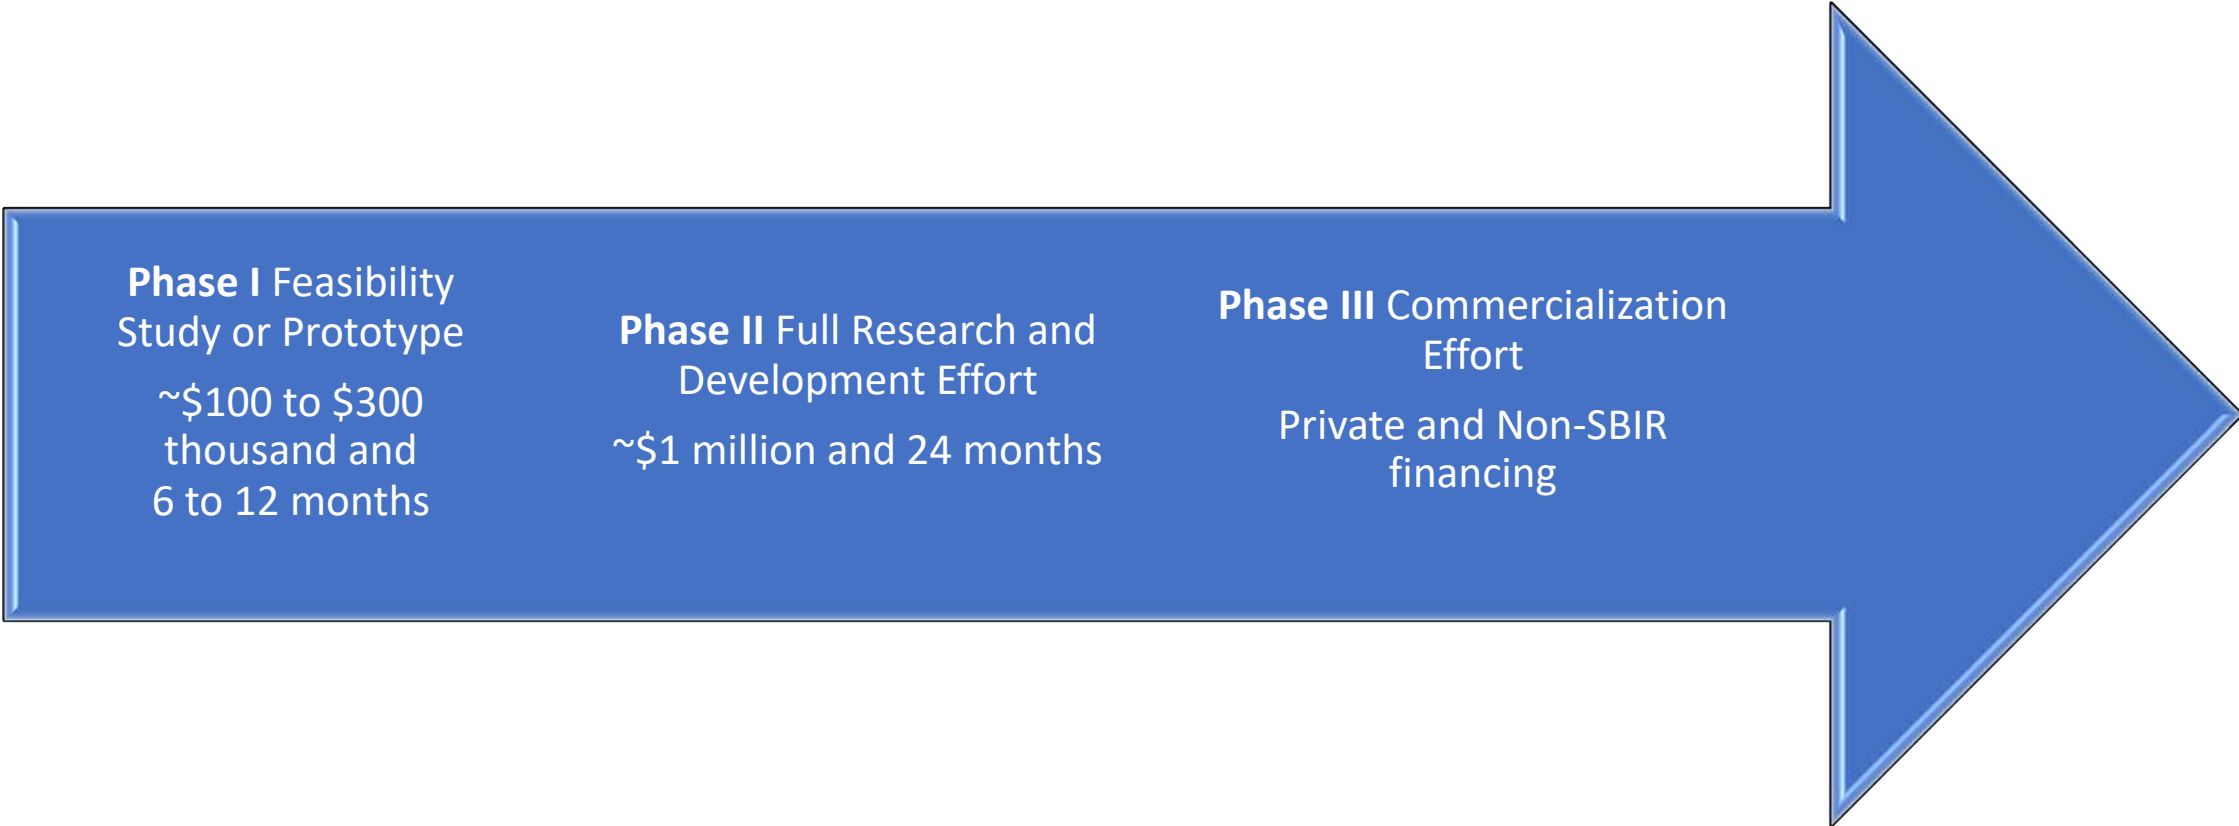 Phase I Feasibility
Study or Prototype
~$100 to $300
thousand and
6 to 12 months
Phase II Full Research and
Development Effort
~$1 million and 24 months
Phase III Commercialization
Effort
Private and Non-SBIR
financing